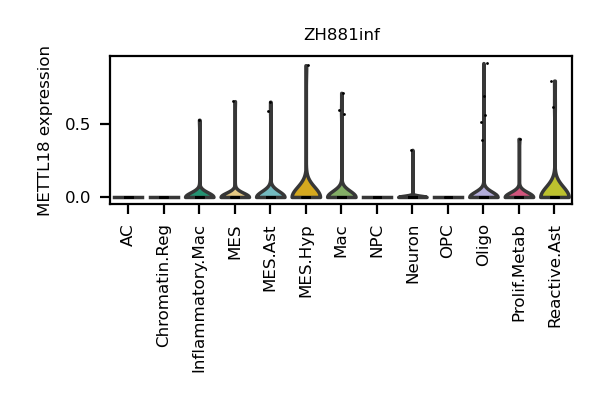 ZH881inf
METTL18 expression
0.5
0.0
AC
Chromatin.Reg
Inflammatory.Mac
MES
MES.Ast
MES.Hyp
Mac
NPC
Neuron
OPC
Oligo
Prolif.Metab
Reactive.Ast